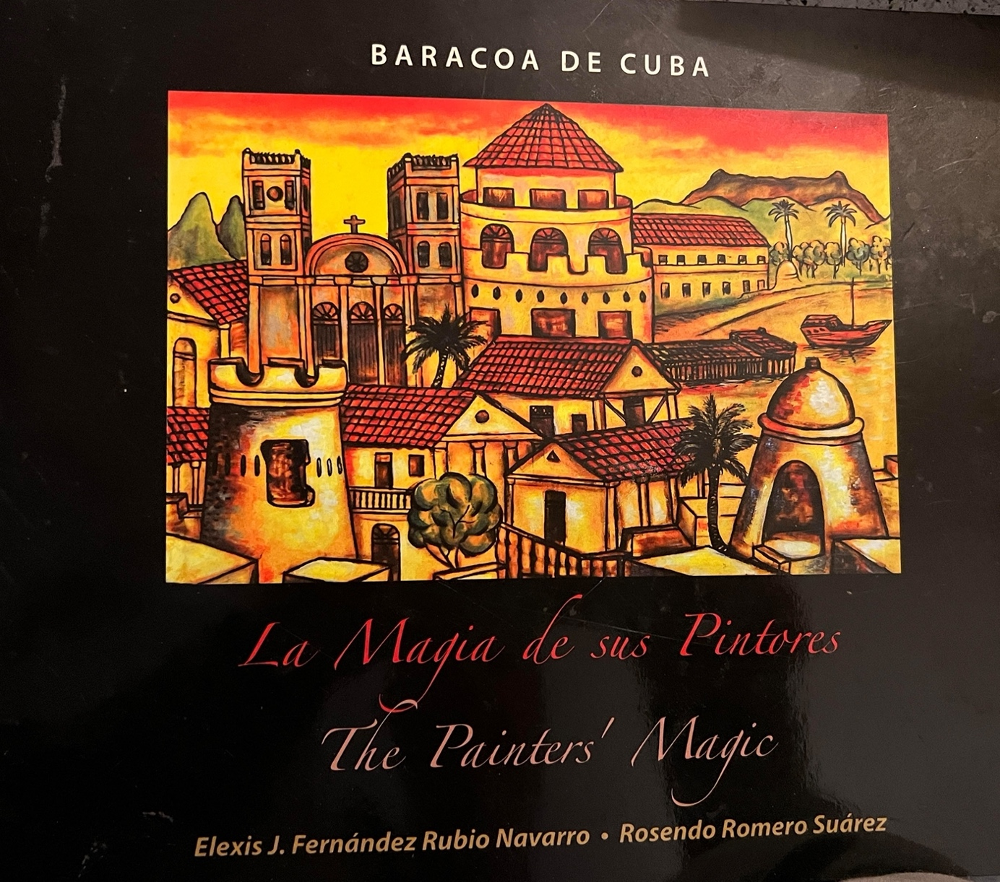 BARACOA DE CUBA
La Magia de sus Pintores
The Painters' Magic
Elexis J. Fernández Rubio Navarro • Rosendo Romero Suárez